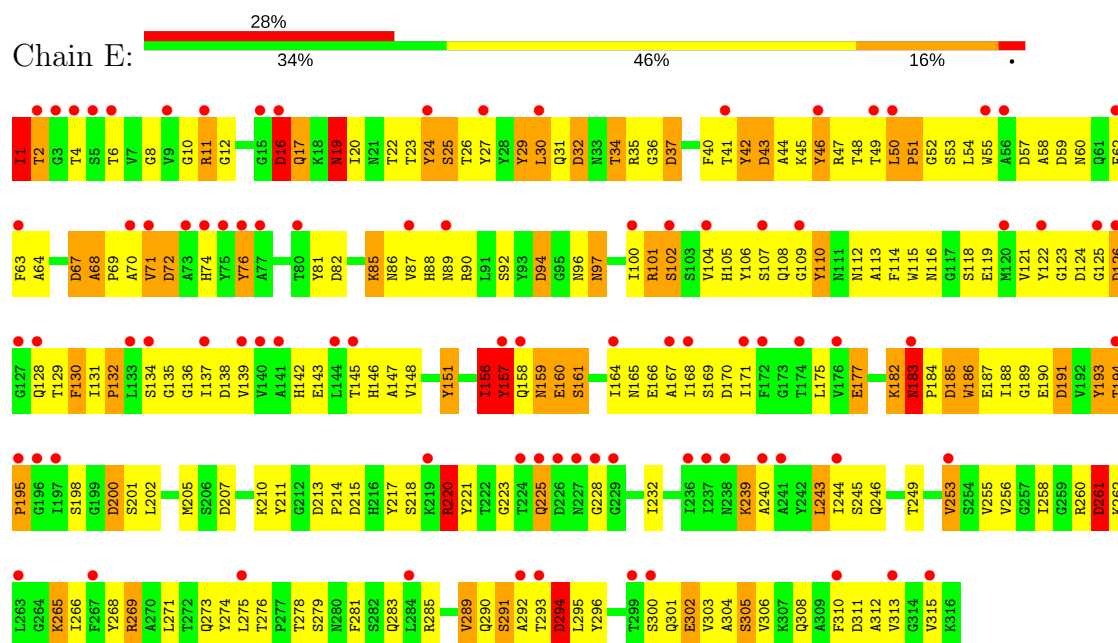 28%
Chain E:
34% 46% 16% •
I1 T2 G3 T4 S5 T6 V7 G8 V9 G10 R11 G12 G15 D16 Q17 K18 N19 I20 N21 T22 T23 Y24 S25 T26 Y27 Y28 Y29 L30 Q31 D32 N33 T34 R35 G36 D37 F40 T41 Y42 D43 A44 K45 Y46 R47 T48 T49 L50 P51 G52 S53 L54 W55 A56 D57 A58 D59 N60 Q61 F62
F63 A64 D67 A68 P69 A70 V71 D72 A73 H74 Y75 Y76 A77 T80 Y81 D82 K85 N86 V87 H88 N89 R90 L91 S92 Y93 D94 G95 N96 N97 I100 R101 S102 S103 V104 H105 Y106 S107 Q108 G109 Y110 N111 N112 A113 F114 W115 N116 G117 S118 E119 M120 V121 Y122 G123 D124 G125 D126
G127 Q128 T129 F130 I131 P132 L133 S134 G135 G136 I137 D138 V139 V140 A141 H142 E143 L144 T145 H146 A147 V148 Y151 I156 Y157 Q158 N159 E160 S161 I164 N165 E166 A167 I168 S169 D170 I171 F172 G173 T174 L175 V176 E177 K182 N183 P184 D185 W186 E187 I188 G189 E190 D191 V192 Y193 T194
P195 G196 I197 S198 G199 D200 S201 L202 M205 S206 D207 K210 Y211 G212 D213 P214 D215 H216 Y217 S218 K219 R220 Y221 T222 G223 T224 Q225 D226 N227 G228 G229 I232 I236 I237 N238 K239 A240 A241 Y242 L243 I244 S245 Q246 T249 V253 S254 V255 V256 G257 I258 G259 R260 D261 K262
L263 G264 K265 I266 F267 Y268 R269 A270 L271 T272 Q273 Y274 L275 T276 P277 T278 S279 N280 F281 S282 Q283 L284 R285 V289 Q290 S291 A292 T293 D294 L295 Y296 T299 S300 Q301 E302 V303 A304 S305 V306 K307 Q308 A309 F310 D311 A312 V313 G314 V315 K316